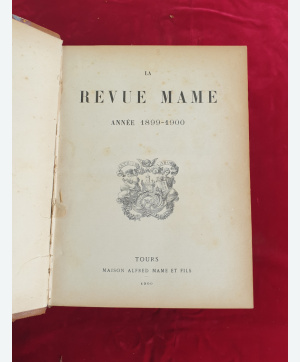 LA
REVUE MAME
ANNÉE 1899-1900
TOURS
MAISON ALFRED MAME ET FILS